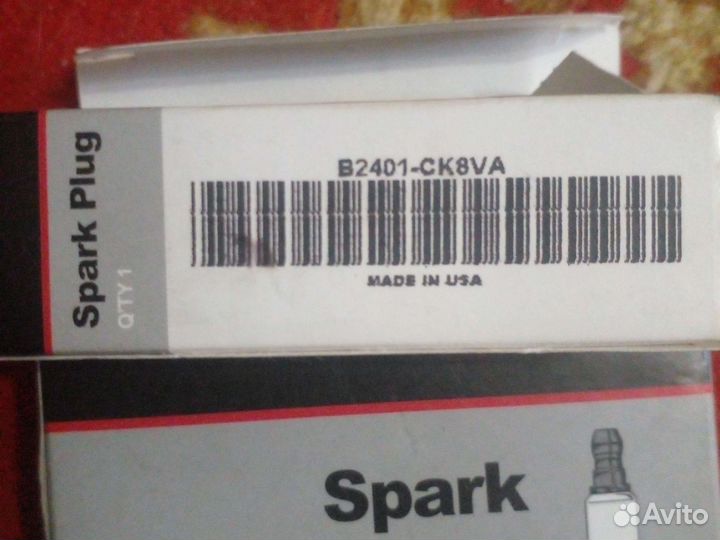 Spark Plug
QTY 1
B2401-CK8VA
MADE IN USA
Spark
Avito